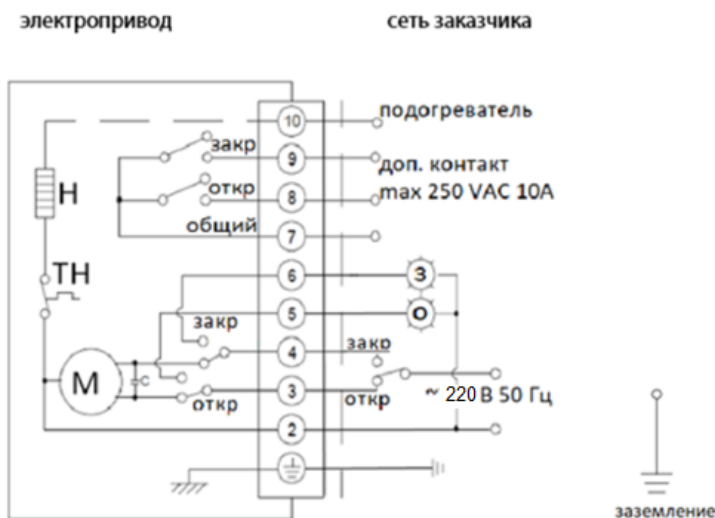 электропривод
сеть заказчика
10
подогреватель
закр
9
доп. контакт
H
откр
8
max 250 VAC 10A
общий
7
TH
6
З
закр
5
О
4
закр
M
C
откр
3
откр
~ 220 В 50 Гц
2
заземление